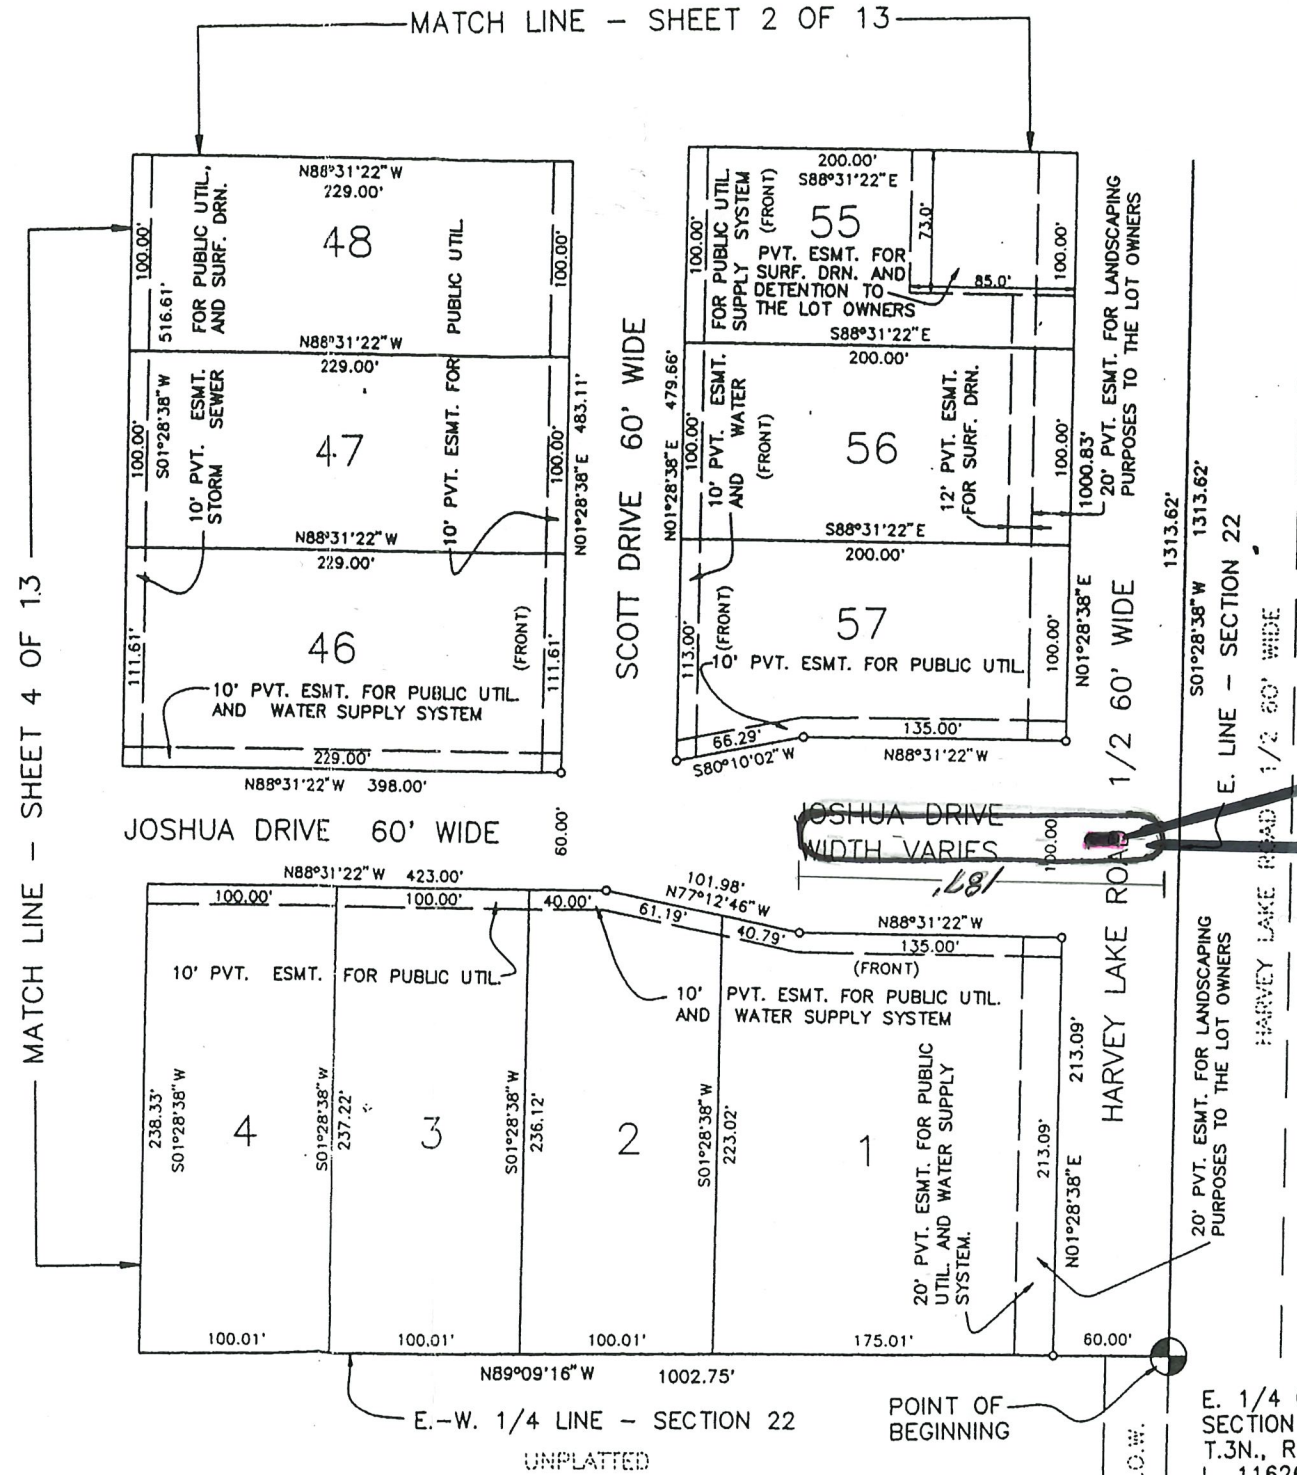 MATCH LINE - SHEET 2 OF 13
MATCH LINE - SHEET 4 OF 13
N88°31'22"W
229.00'
48
100.00'
100.00'
516.61'
FOR PUBLIC UTIL.,
AND SURF. DRN.
PUBLIC UTIL.
N88°31'22"W
229.00'
47
100.00'
S01°28'38"W
10' PVT. ESMT.
STORM SEWER
10' PVT. ESMT. FOR
100.00'
N01°28'38"E 483.11'
N88°31'22"W
229.00'
46
111.61'
(FRONT)
111.61'
10' PVT. ESMT. FOR PUBLIC UTIL.
AND WATER SUPPLY SYSTEM
229.00'
N88°31'22"W 398.00'
SCOTT DRIVE 60' WIDE
200.00'
S88°31'22"E
55
100.00'
FOR PUBLIC UTIL.
SUPPLY SYSTEM
(FRONT)
73.0'
PVT. ESMT. FOR
SURF. DRN. AND
DETENTION TO
THE LOT OWNERS
85.0'
100.00'
S88°31'22"E
200.00'
56
N01°28'38"E 479.66'
100.00'
10' PVT. ESMT.
AND WATER
(FRONT)
12' PVT. ESMT.
FOR SURF. DRN.
100.00'
1000.83'
20' PVT. ESMT. FOR LANDSCAPING
PURPOSES TO THE LOT OWNERS
S88°31'22"E
200.00'
57
113.00'
(FRONT)
10' PVT. ESMT. FOR PUBLIC UTIL.
100.00'
N01°28'38"E
66.29'
S80°10'02"W
135.00'
N88°31'22"W
1313.62'
S01°28'38"W 1313.62'
E. LINE - SECTION 22
HARVEY LAKE ROAD 1/2 60' WIDE
HARVEY LAKE ROAD 1/2 60' WIDE
JOSHUA DRIVE 60' WIDE
60.00'
JOSHUA DRIVE
WIDTH VARIES
100.00
187'
N88°31'22"W 423.00'
100.00'
100.00'
40.00'
101.98'
N77°12'46"W
61.19'
40.79'
N88°31'22"W
135.00'
(FRONT)
10' PVT. ESMT. FOR PUBLIC UTIL.
10' PVT. ESMT. FOR PUBLIC UTIL.
AND WATER SUPPLY SYSTEM
238.33'
S01°28'38"W
4
S01°28'38"W
237.22'
3
S01°28'38"W
236.12'
2
S01°28'38"W
223.02'
1
20' PVT. ESMT. FOR PUBLIC
UTIL. AND WATER SUPPLY
SYSTEM.
213.09'
213.09'
N01°28'38"E
20' PVT. ESMT. FOR LANDSCAPING
PURPOSES TO THE LOT OWNERS
100.01'
100.01'
100.01'
175.01'
60.00'
N89°09'16"W 1002.75'
E.-W. 1/4 LINE - SECTION 22
UNPLATTED
POINT OF
BEGINNING
E. 1/4
SECTION
T.3N., R